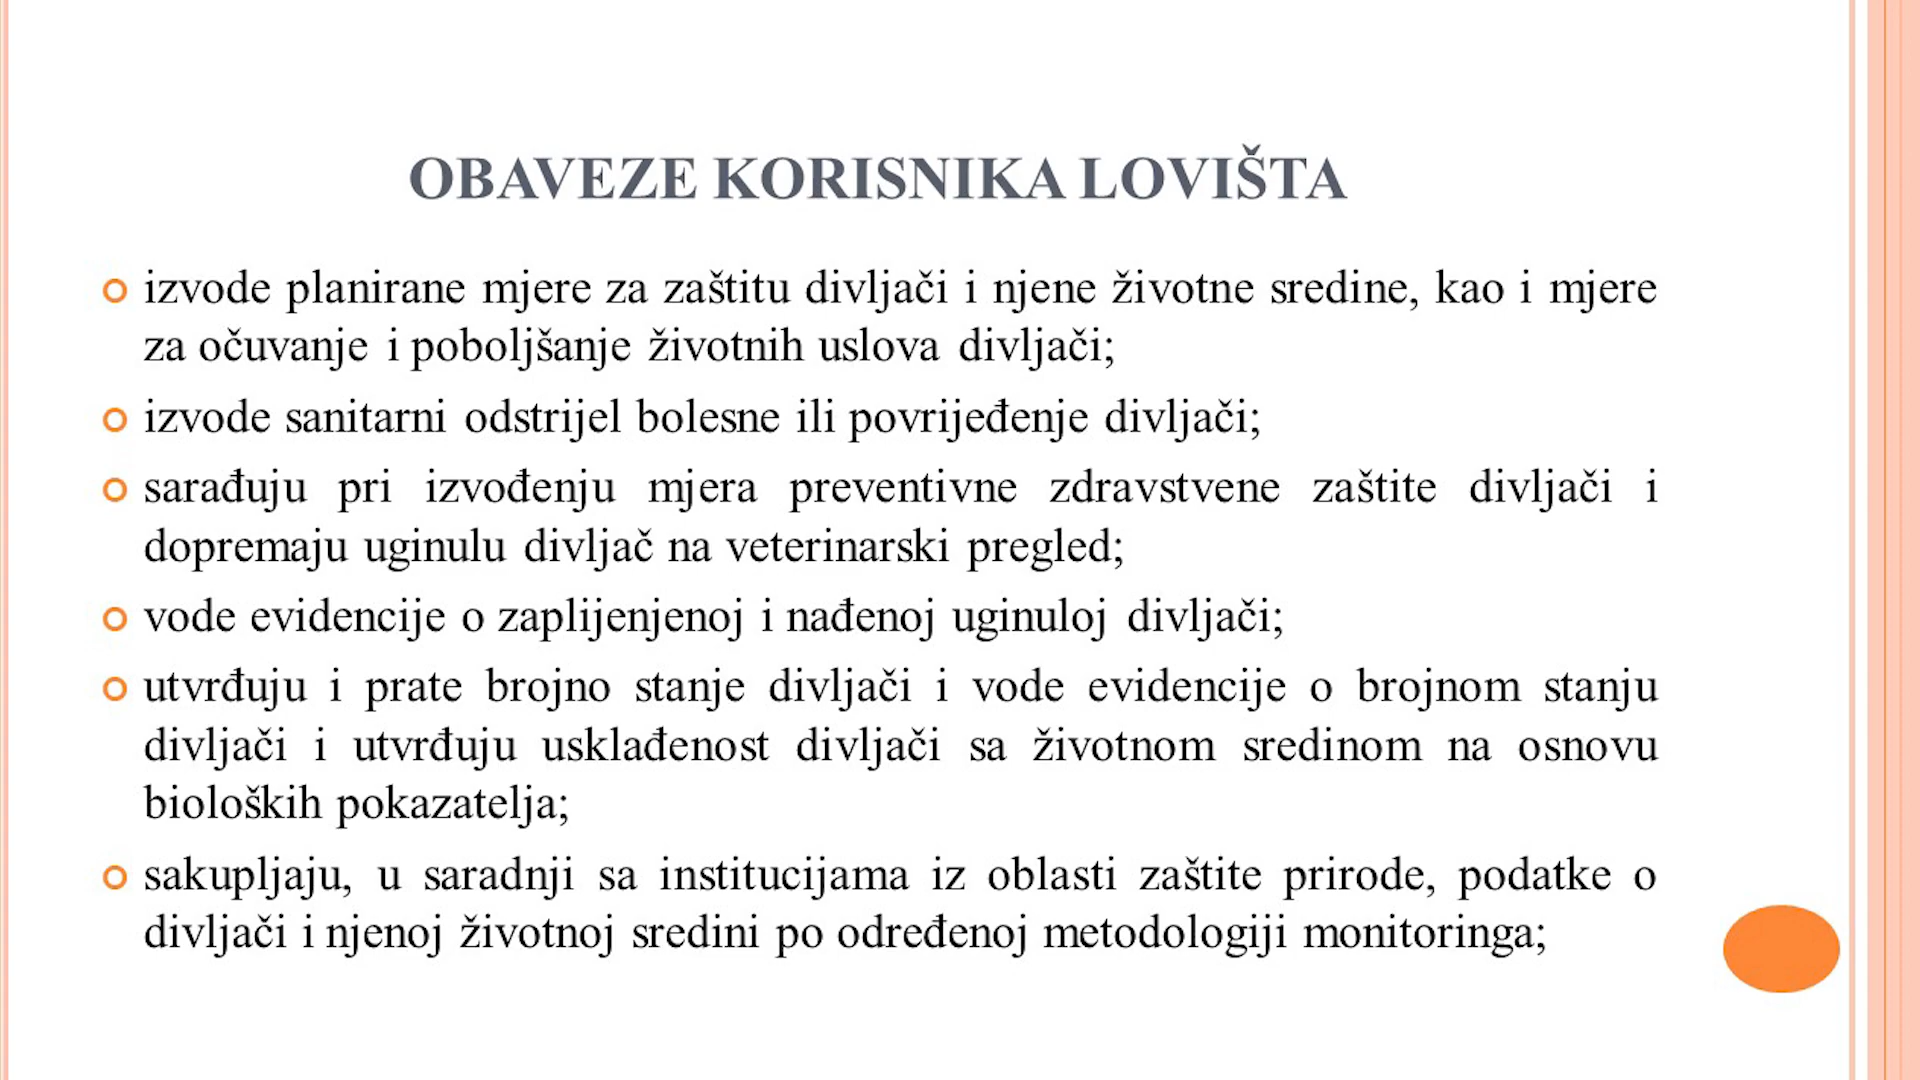 OBAVEZE KORISNIKA LOVIŠTA
izvode planirane mjere za zaštitu divljači i njene životne sredine, kao i mjere
za očuvanje i poboljšanje životnih uslova divljači;
izvode sanitarni odstrijel bolesne ili povrijeđenje divljači;
sarađuju pri izvođenju mjera preventivne zdravstvene zaštite divljači i
dopremaju uginulu divljač na veterinarski pregled;
vode evidencije o zaplijenjenoj i nađenoj uginuloj divljači;
utvrđuju i prate brojno stanje divljači i vode evidencije o brojnom stanju
divljači i utvrđuju usklađenost divljači sa životnom sredinom na osnovu
bioloških pokazatelja;
sakupljaju, u saradnji sa institucijama iz oblasti zaštite prirode, podatke o
divljači i njenoj životnoj sredini po određenoj metodologiji monitoringa;